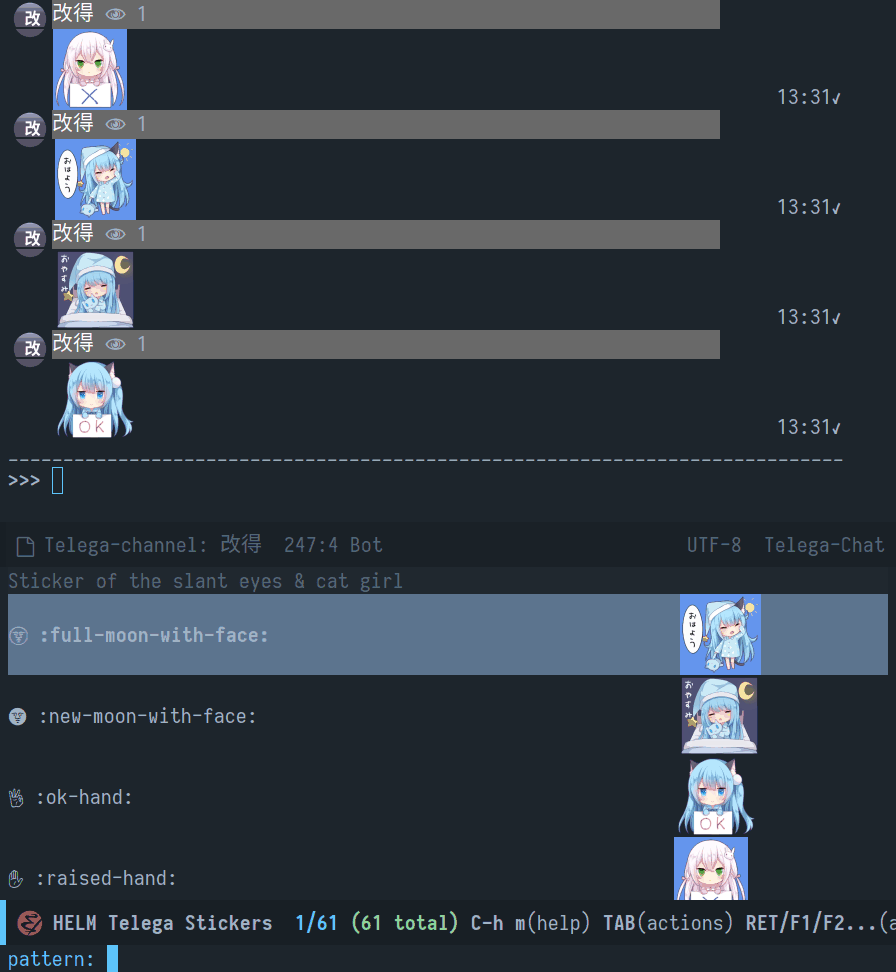 改 改得 1
X
13:31✓
改 改得 1
おはよう
13:31✓
改 改得 1
おやすみ
13:31✓
改 改得 1
OK
13:31✓
--------------------------------------------------------------------------------
>>>
Telega-channel: 改得 247:4 Bot UTF-8 Telega-Chat
Sticker of the slant eyes & cat girl
:full-moon-with-face:
おはよう
:new-moon-with-face:
おやすみ
:ok-hand:
OK
:raised-hand:
HELM Telega Stickers 1/61 (61 total) C-h m(help) TAB(actions) RET/F1/F2...(a
pattern: